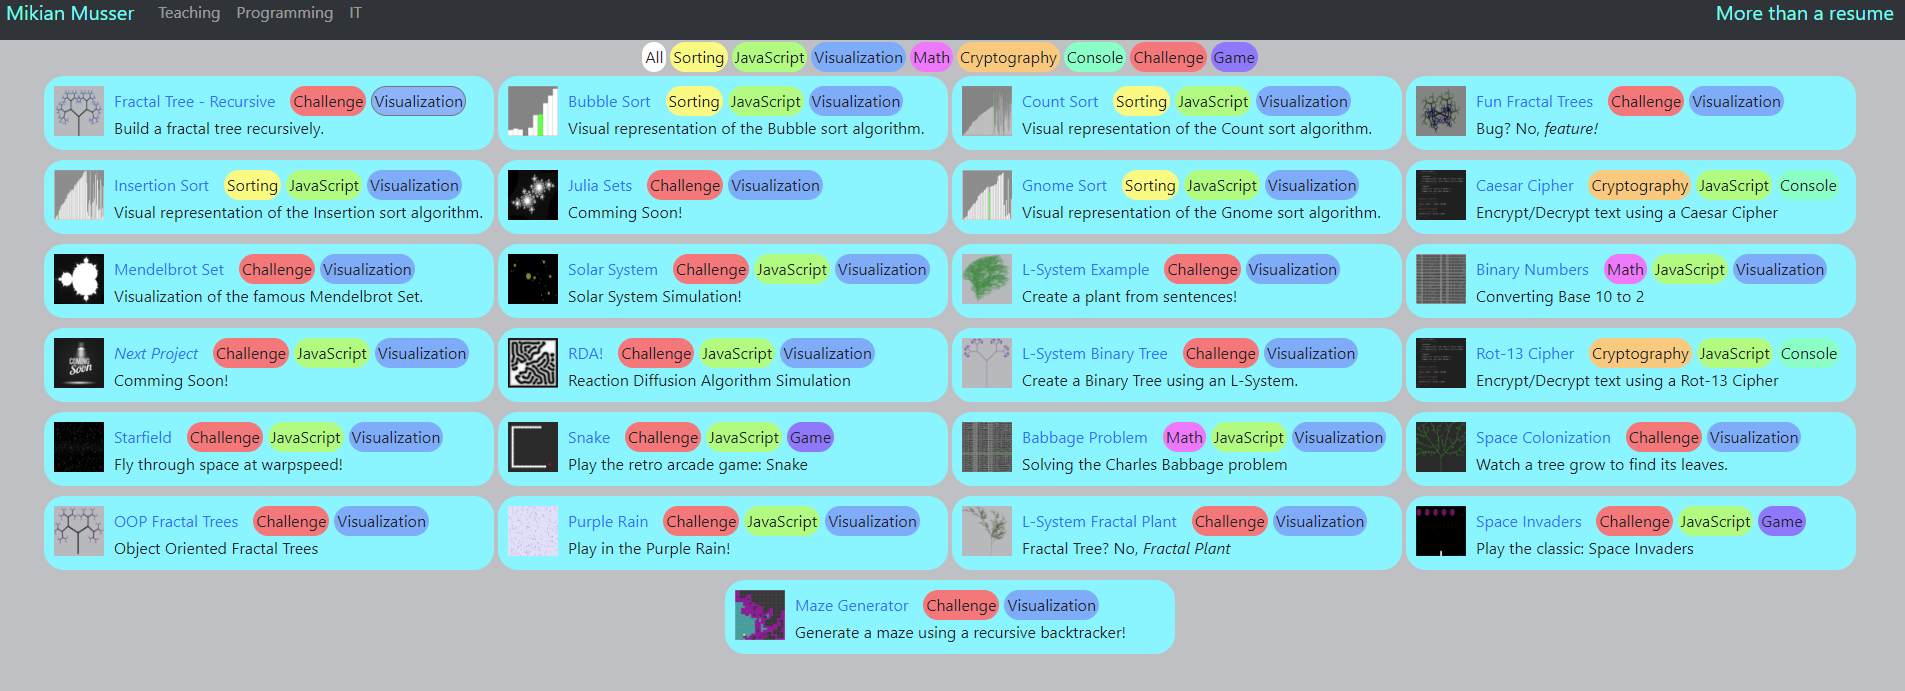 Mikian Musser Teaching Programming IT More than a resume
All Sorting JavaScript Visualization Math Cryptography Console Challenge Game
Fractal Tree - Recursive Challenge Visualization
Build a fractal tree recursively.
Bubble Sort Sorting JavaScript Visualization
Visual representation of the Bubble sort algorithm.
Count Sort Sorting JavaScript Visualization
Visual representation of the Count sort algorithm.
Fun Fractal Trees Challenge Visualization
Bug? No, feature!
Insertion Sort Sorting JavaScript Visualization
Visual representation of the Insertion sort algorithm.
Julia Sets Challenge Visualization
Comming Soon!
Gnome Sort Sorting JavaScript Visualization
Visual representation of the Gnome sort algorithm.
Caesar Cipher Cryptography JavaScript Console
Encrypt/Decrypt text using a Caesar Cipher
Mendelbrot Set Challenge Visualization
Visualization of the famous Mendelbrot Set.
Solar System Challenge JavaScript Visualization
Solar System Simulation!
L-System Example Challenge Visualization
Create a plant from sentences!
Binary Numbers Math JavaScript Visualization
Converting Base 10 to 2
COMING
Soon
Next Project Challenge JavaScript Visualization
Comming Soon!
RDA! Challenge JavaScript Visualization
Reaction Diffusion Algorithm Simulation
L-System Binary Tree Challenge Visualization
Create a Binary Tree using an L-System.
Rot-13 Cipher Cryptography JavaScript Console
Encrypt/Decrypt text using a Rot-13 Cipher
Starfield Challenge JavaScript Visualization
Fly through space at warpspeed!
Snake Challenge JavaScript Game
Play the retro arcade game: Snake
Babbage Problem Math JavaScript Visualization
Solving the Charles Babbage problem
Space Colonization Challenge Visualization
Watch a tree grow to find its leaves.
OOP Fractal Trees Challenge Visualization
Object Oriented Fractal Trees
Purple Rain Challenge JavaScript Visualization
Play in the Purple Rain!
L-System Fractal Plant Challenge Visualization
Fractal Tree? No, Fractal Plant
Space Invaders Challenge JavaScript Game
Play the classic: Space Invaders
Maze Generator Challenge Visualization
Generate a maze using a recursive backtracker!